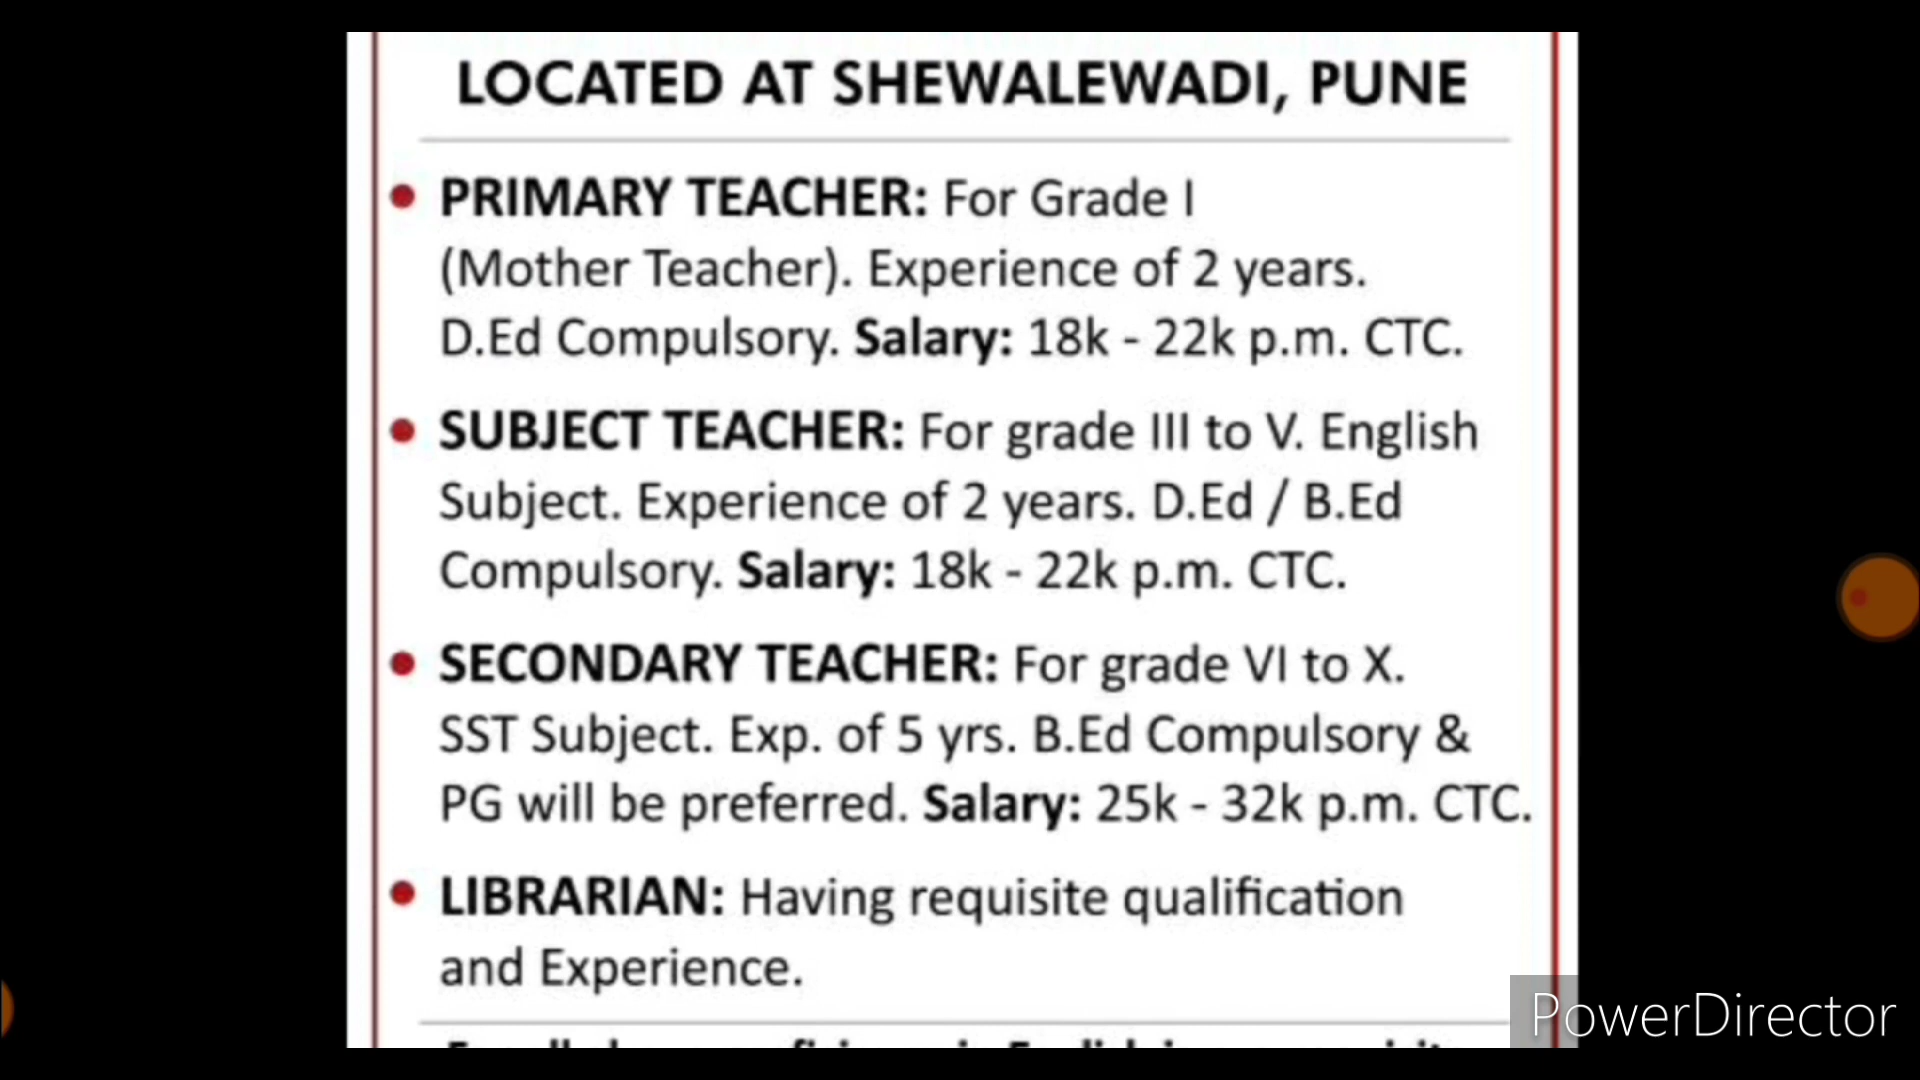 LOCATED AT SHEWALEWADI, PUNE
• PRIMARY TEACHER: For Grade I
(Mother Teacher). Experience of 2 years.
D.Ed Compulsory. Salary: 18k - 22k p.m. CTC.
• SUBJECT TEACHER: For grade III to V. English
Subject. Experience of 2 years. D.Ed / B.Ed
Compulsory. Salary: 18k - 22k p.m. CTC.
• SECONDARY TEACHER: For grade VI to X.
SST Subject. Exp. of 5 yrs. B.Ed Compulsory &
PG will be preferred. Salary: 25k - 32k p.m. CTC.
• LIBRARIAN: Having requisite qualification
and Experience.
PowerDirector